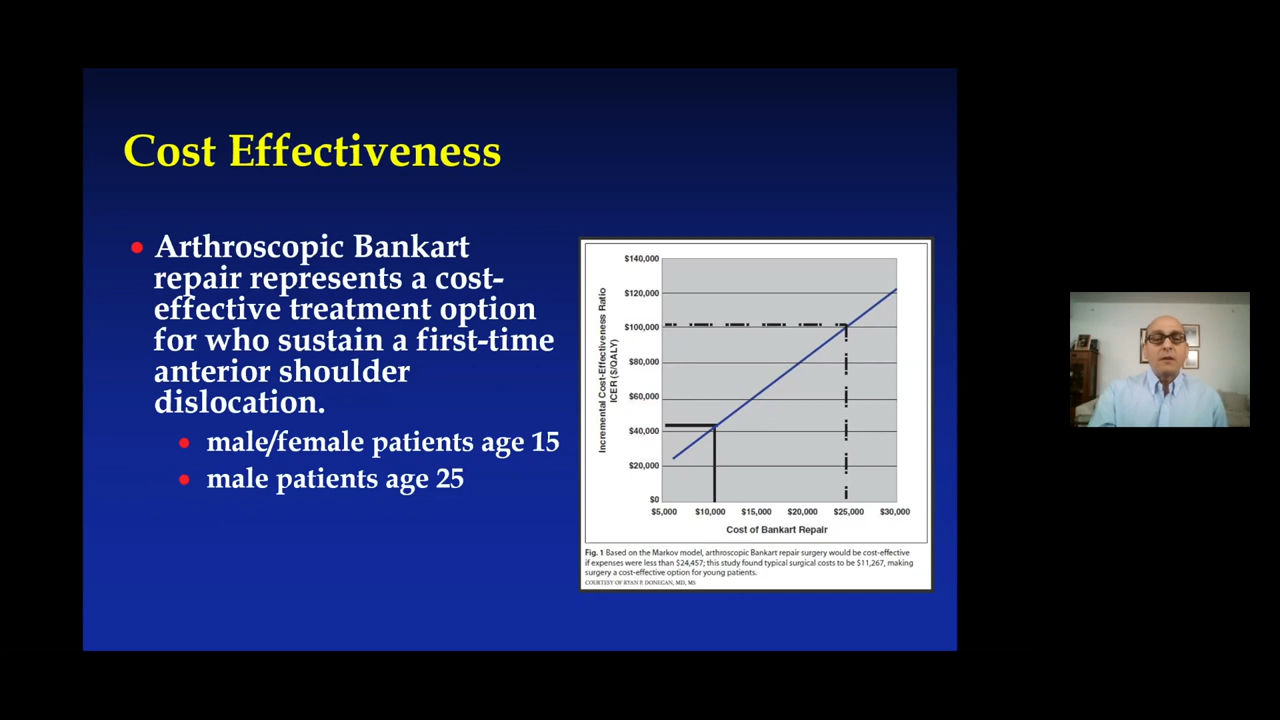 Cost Effectiveness
• Arthroscopic Bankart
repair represents a cost-
effective treatment option
for who sustain a first-time
anterior shoulder
dislocation.
• male/female patients age 15
• male patients age 25
Incremental Cost-Effectiveness Ratio
ICER ($/QALY)
$140,000
$120,000
$100,000
$80,000
$60,000
$40,000
$20,000
$0
$5,000 $10,000 $15,000 $20,000 $25,000 $30,000
Cost of Bankart Repair
Fig. 1 Based on the Markov model, arthroscopic Bankart repair surgery would be cost-effective
if expenses were less than $24,457; this study found typical surgical costs to be $11,267, making
surgery a cost-effective option for young patients.
COURTESY OF RYAN P. DONEGAN, MD, MS